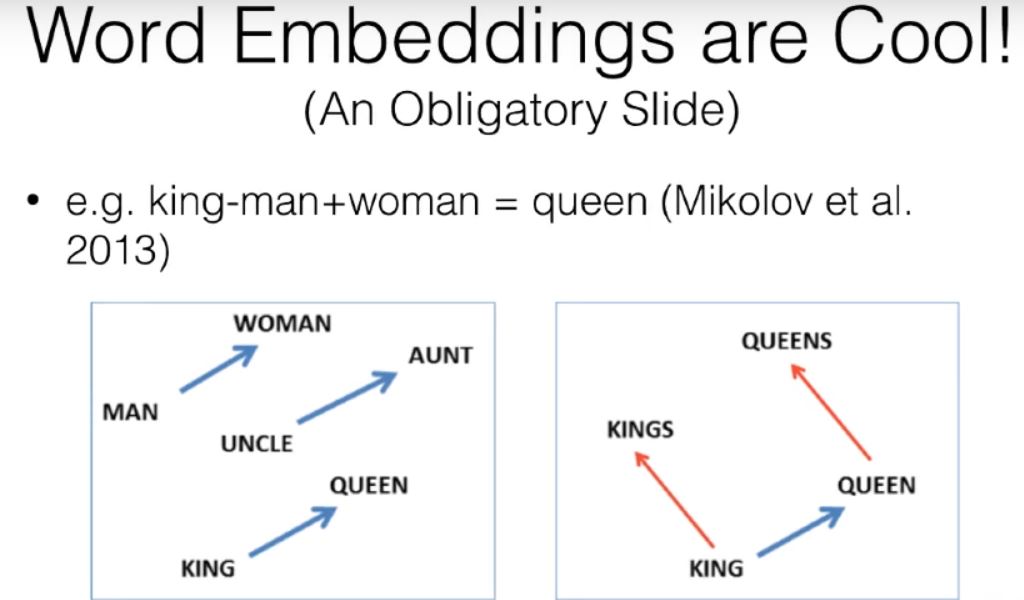 Word Embeddings are Cool!
(An Obligatory Slide)
• e.g. king-man+woman = queen (Mikolov et al.
2013)
WOMAN
AUNT
MAN
UNCLE
QUEEN
KING
QUEENS
KINGS
QUEEN
KING